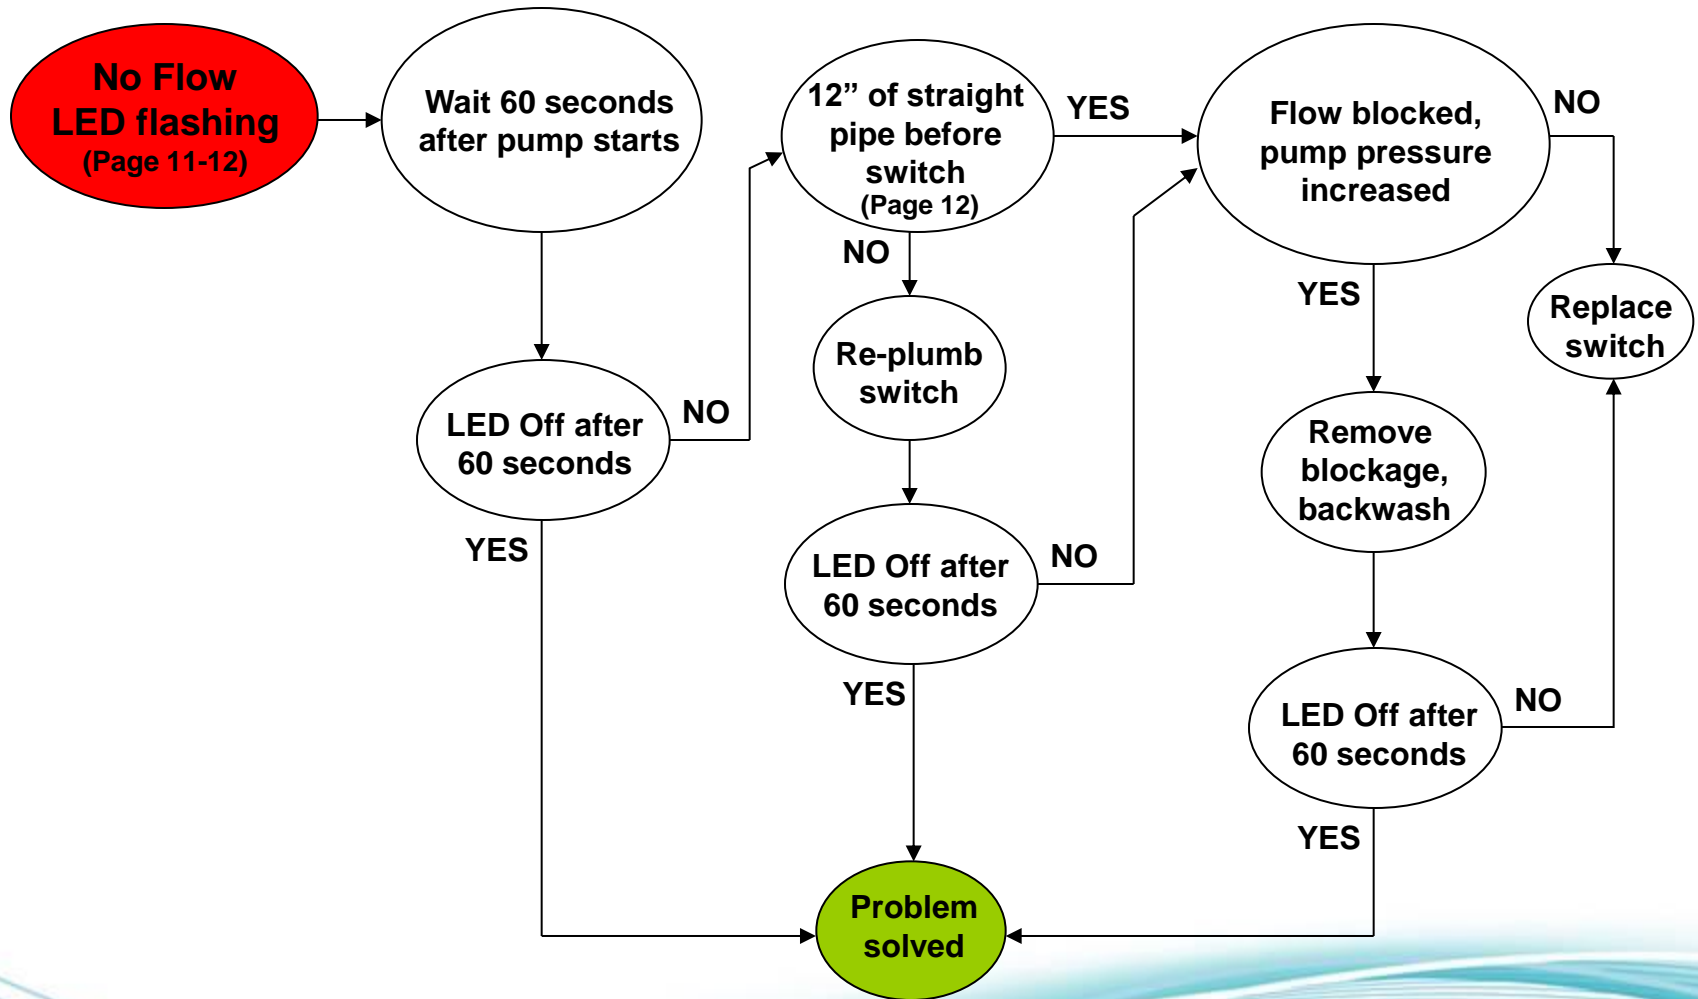 No Flow
LED flashing
(Page 11-12)
Wait 60 seconds
after pump starts
LED Off after
60 seconds
NO
YES
12” of straight
pipe before
switch
(Page 12)
YES
NO
Re-plumb
switch
LED Off after
60 seconds
NO
YES
Flow blocked,
pump pressure
increased
NO
YES
Replace
switch
Remove
blockage,
backwash
LED Off after
60 seconds
NO
YES
Problem
solved